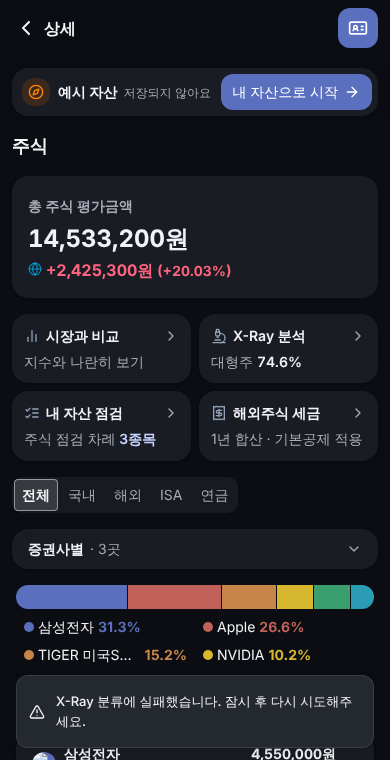 상세
예시 자산 저장되지 않아요 내 자산으로 시작
주식
총 주식 평가금액
14,533,200원
+2,425,300원 (+20.03%)
시장과 비교
지수와 나란히 보기
X-Ray 분석
대형주 74.6%
내 자산 점검
주식 점검 차례 3종목
해외주식 세금
1년 합산 · 기본공제 적용
전체 국내 해외 ISA 연금
증권사별 · 3곳
삼성전자 31.3% Apple 26.6%
TIGER 미국S... 15.2% NVIDIA 10.2%
X-Ray 분류에 실패했습니다. 잠시 후 다시 시도해주
세요.
삼성전자 4,550,000원